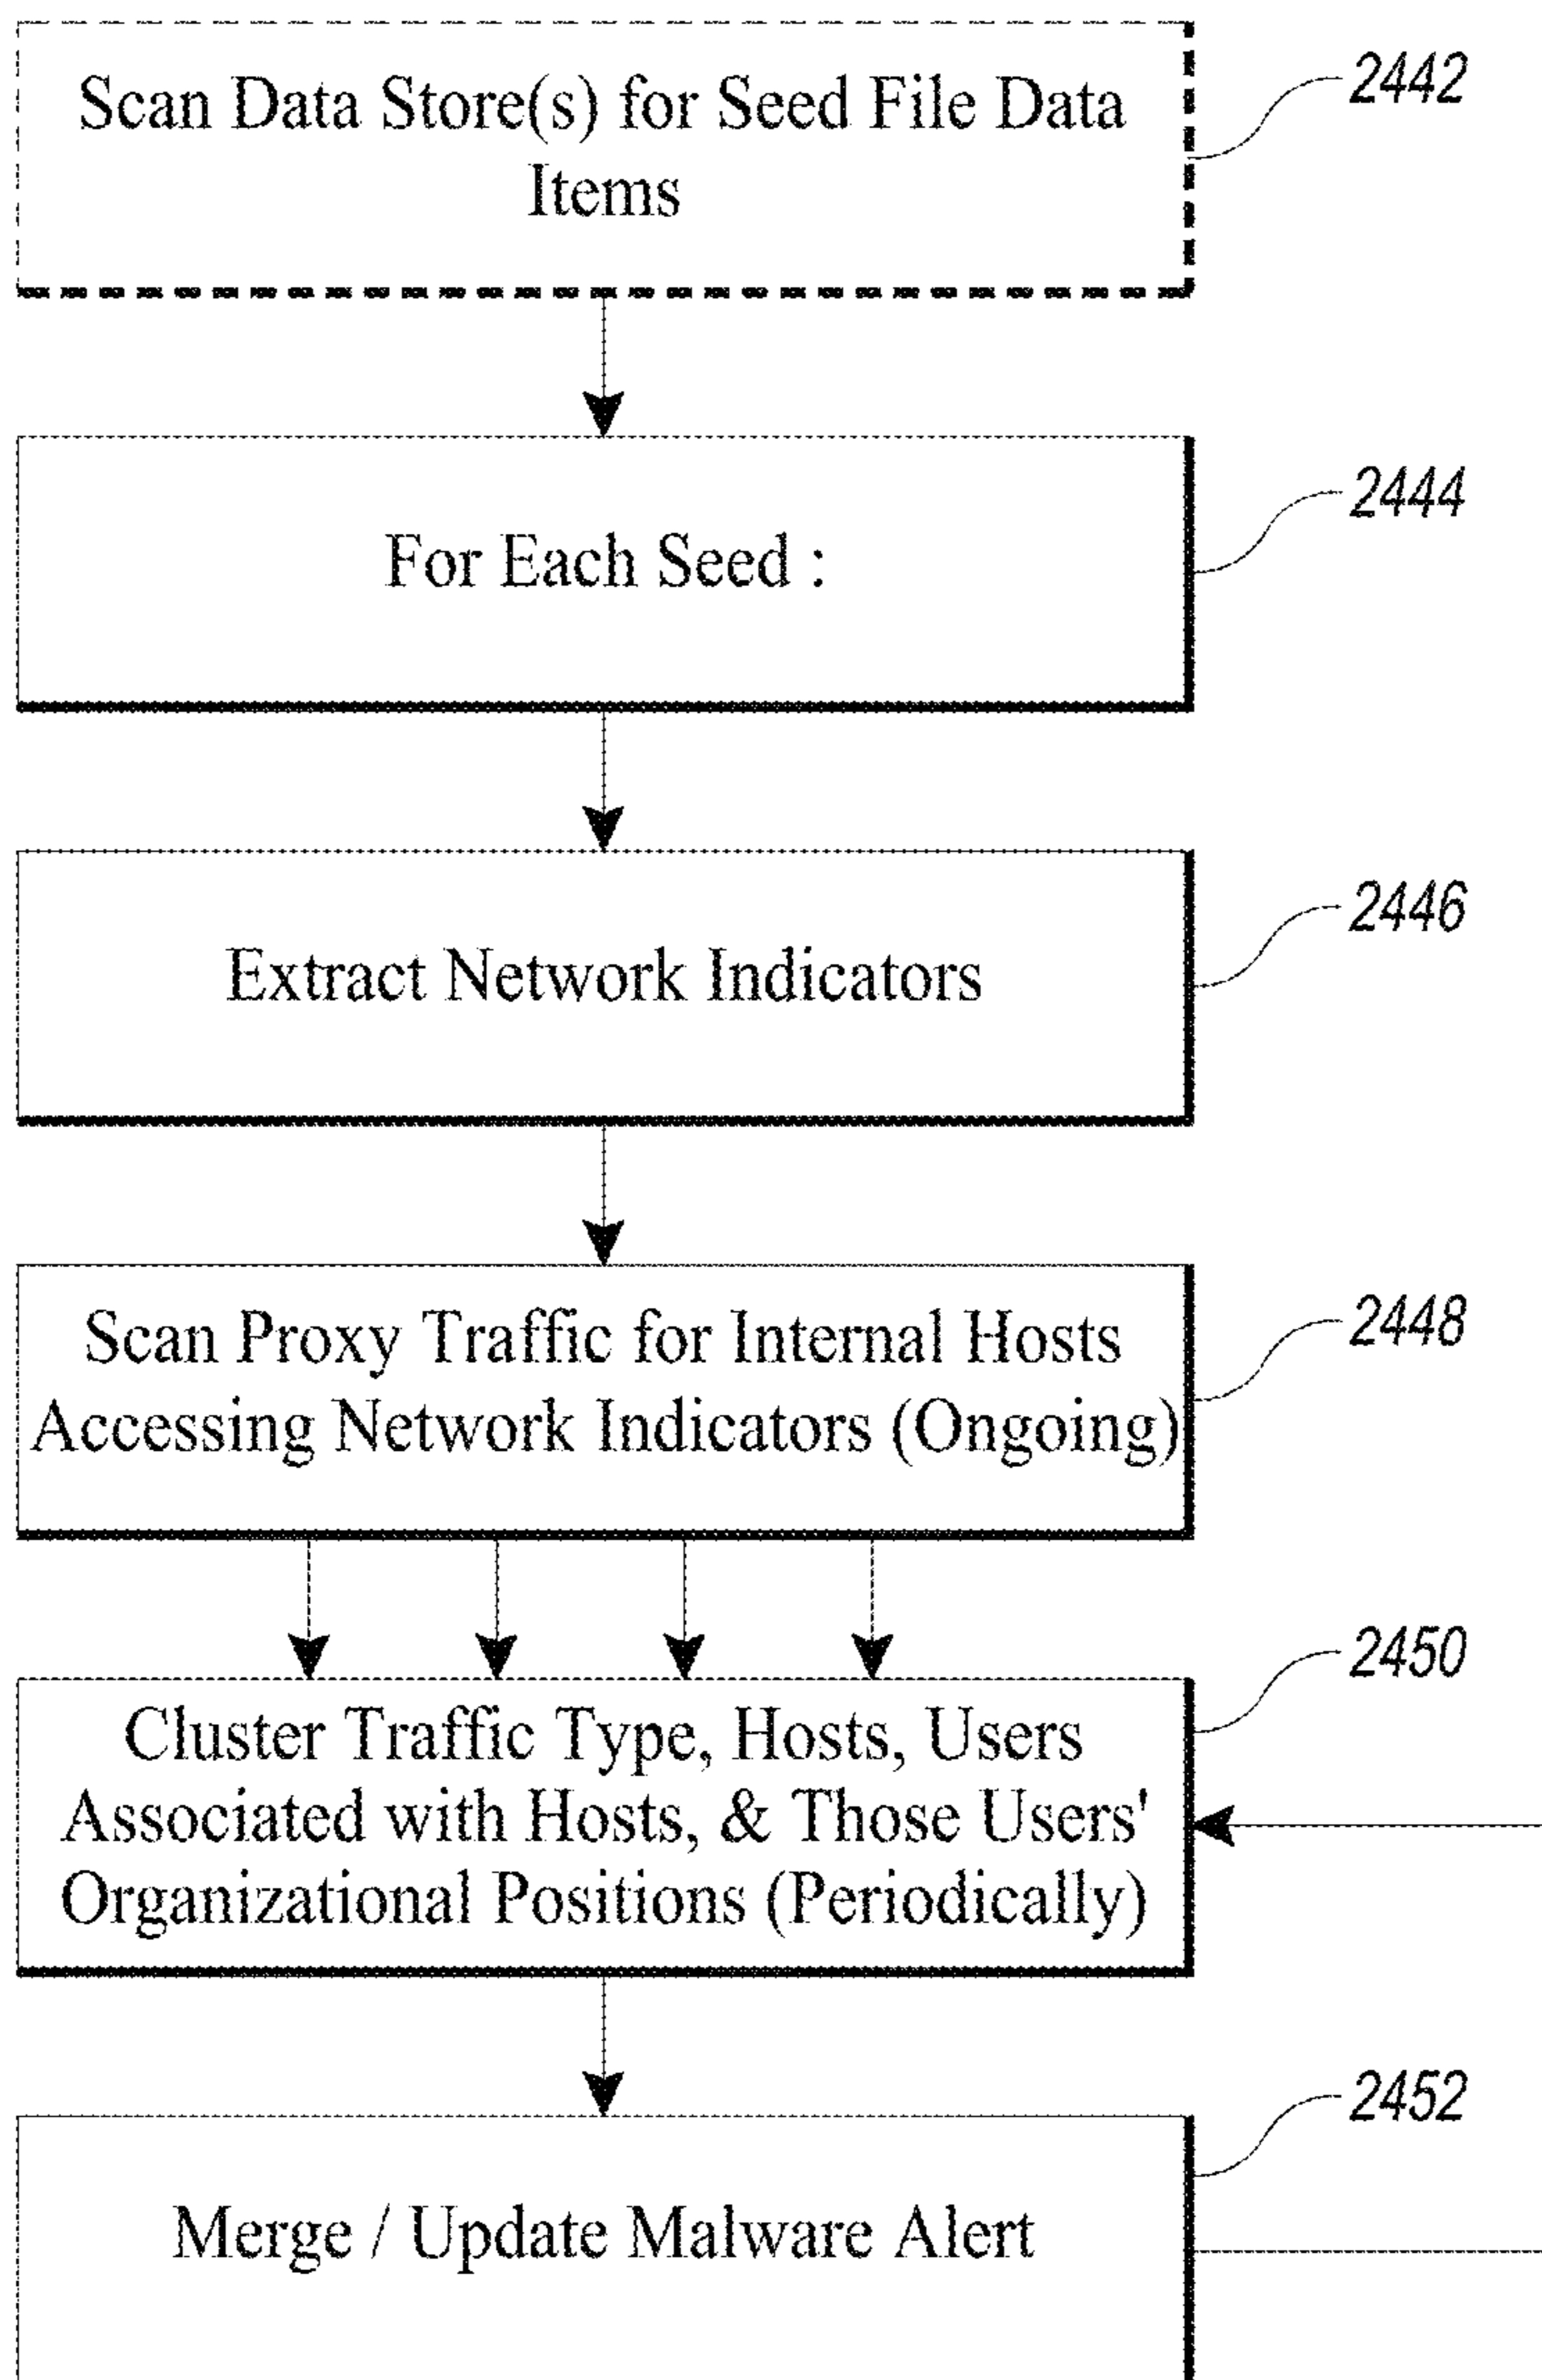 Scan Data Store(s) for Seed File Data
Items
2442
For Each Seed :
2444
Extract Network Indicators
2446
Scan Proxy Traffic for Internal Hosts
Accessing Network Indicators (Ongoing)
2448
Cluster Traffic Type, Hosts, Users
Associated with Hosts, & Those Users'
Organizational Positions (Periodically)
2450
Merge / Update Malware Alert
2452